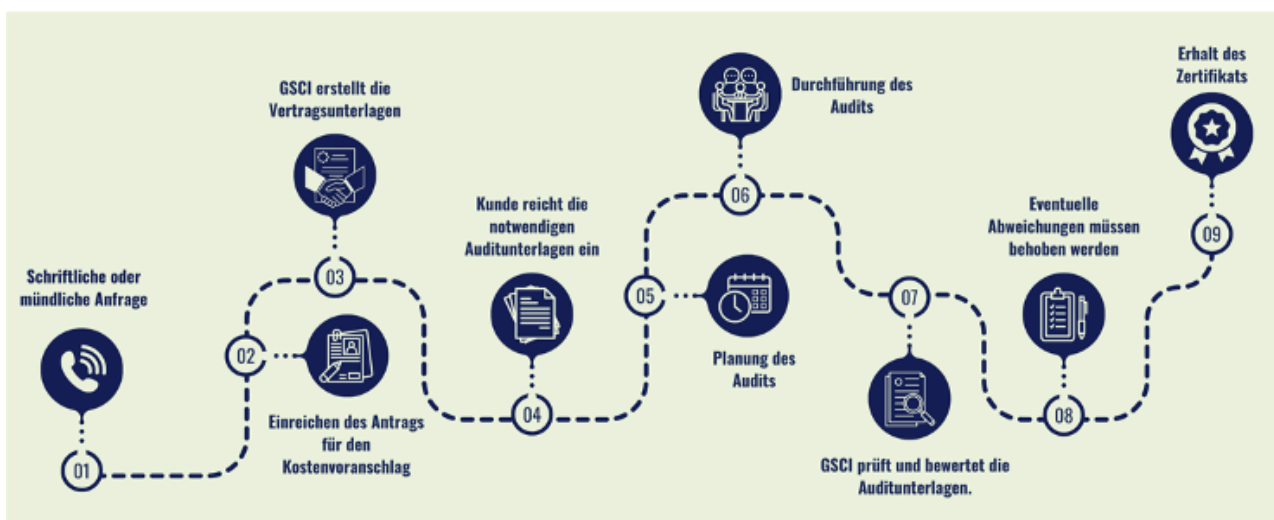 Schriftliche oder
mündliche Anfrage
01
02
Einreichen des Antrags
für den
Kostenvoranschlag
GSCI erstellt die
Vertragsunterlagen
03
Kunde reicht die
notwendigen
Auditunterlagen ein
04
05
Planung des
Audits
Durchführung des
Audits
06
07
GSCI prüft und bewertet die
Auditunterlagen.
Eventuelle
Abweichungen müssen
behoben werden
08
Erhalt des
Zertifikats
09